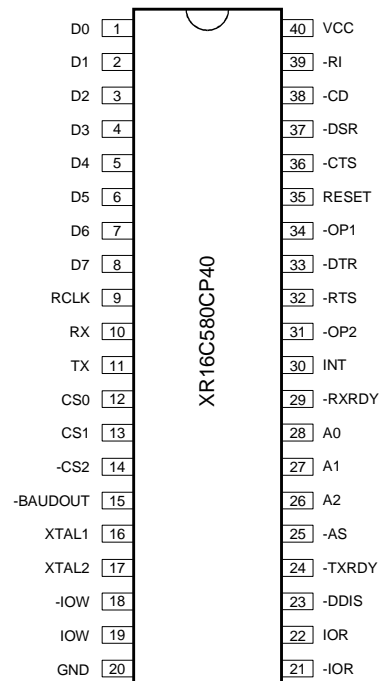 D0 1 40 VCC
D1 2 39 -RI
D2 3 38 -CD
D3 4 37 -DSR
D4 5 36 -CTS
D5 6 35 RESET
D6 7 34 -OP1
D7 8 33 -DTR
RCLK 9 32 -RTS
RX 10 31 -OP2
TX 11 30 INT
CS0 12 29 -RXRDY
CS1 13 28 A0
-CS2 14 27 A1
-BAUDOUT 15 26 A2
XTAL1 16 25 -AS
XTAL2 17 24 -TXRDY
-IOW 18 23 -DDIS
IOW 19 22 IOR
GND 20 21 -IOR
XR16C580CP40